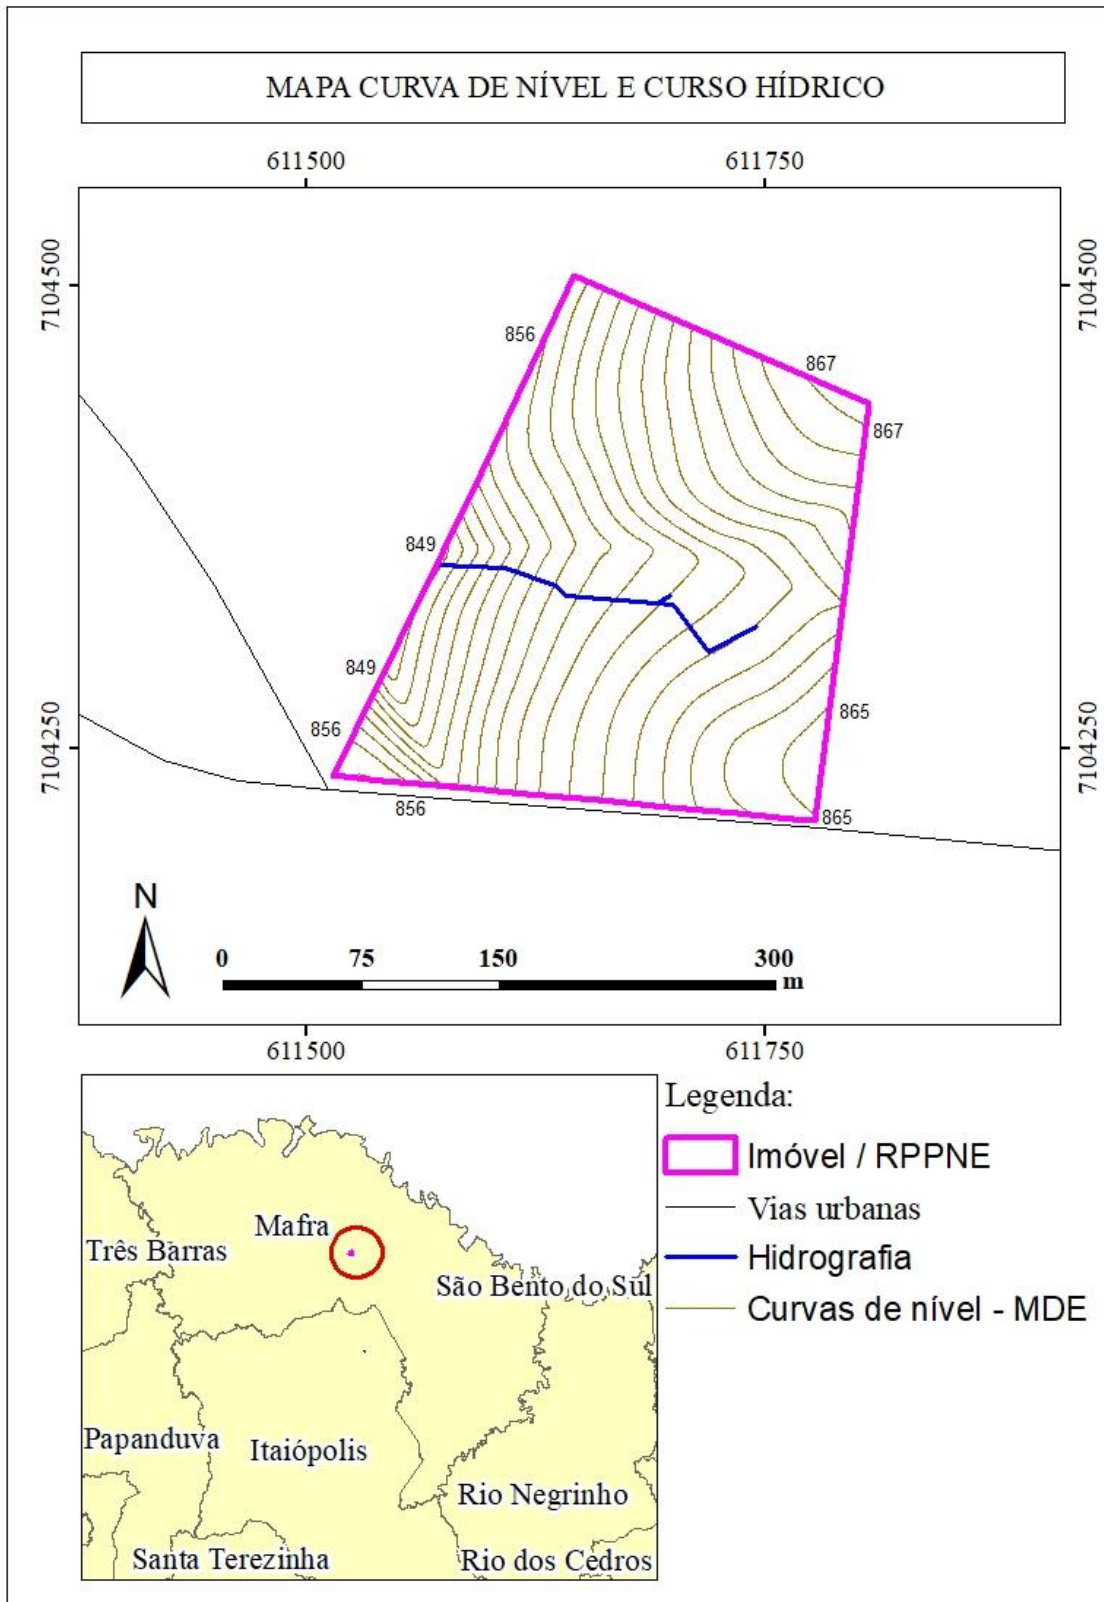 MAPA CURVA DE NÍVEL E CURSO HÍDRICO
611500 611750
7104500 7104500
856 867
867
849
849
856 865
7104250 7104250
856 865
N
0 75 150 300
m
611500 611750
Legenda:
Imóvel / RPPNE
Vias urbanas
Hidrografia
Curvas de nível - MDE
Mafra
Três Barras
São Bento do Sul
Papanduva
Itaiópolis
Rio Negrinho
Santa Terezinha
Rio dos Cedros